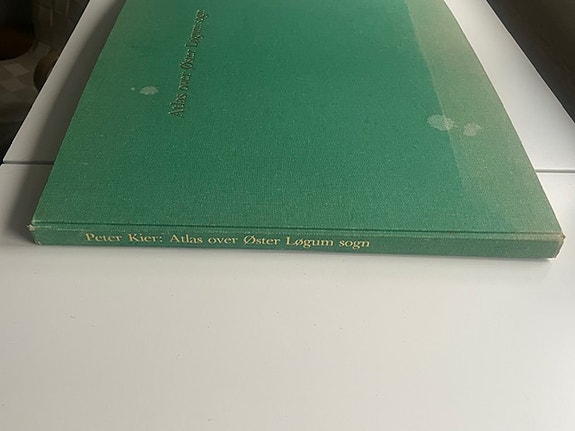 Atlas over Øster Løgum sogn
Peter Kier: Atlas over Øster Løgum sogn